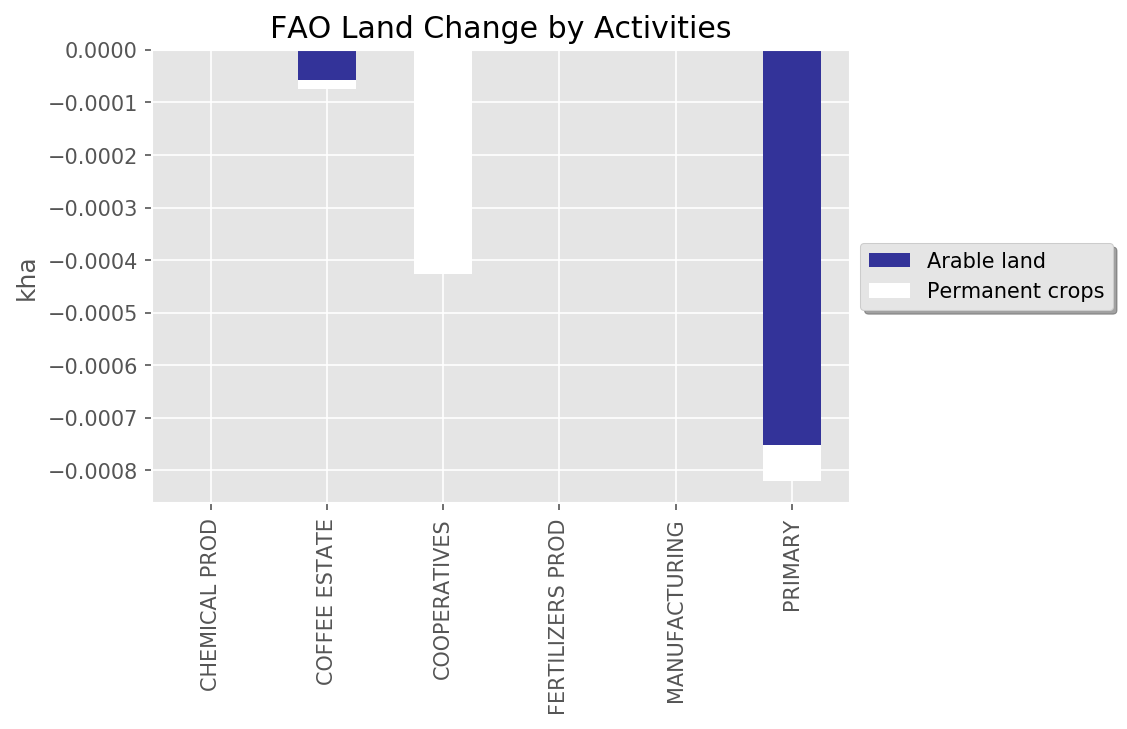 FAO Land Change by Activities
0.0000
−0.0001
−0.0002
−0.0003
−0.0004
−0.0005
−0.0006
−0.0007
−0.0008
kha
CHEMICAL PROD
COFFEE ESTATE
COOPERATIVES
FERTILIZERS PROD
MANUFACTURING
PRIMARY
Arable land
Permanent crops